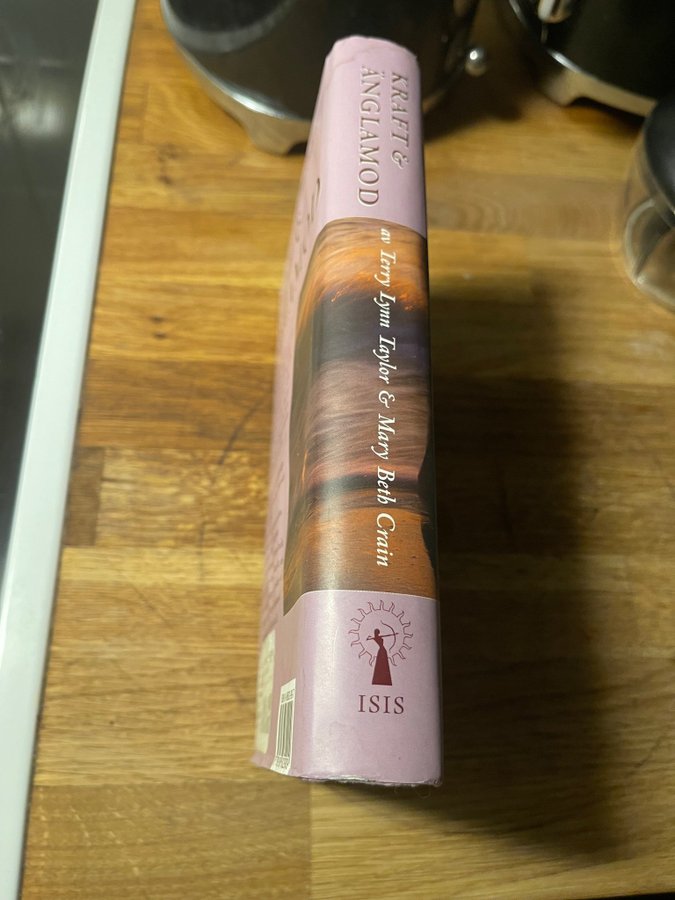 KRAFT &
ÄNGLAMOD
av Terry Lynn Taylor & Mary Beth Crain
ISIS